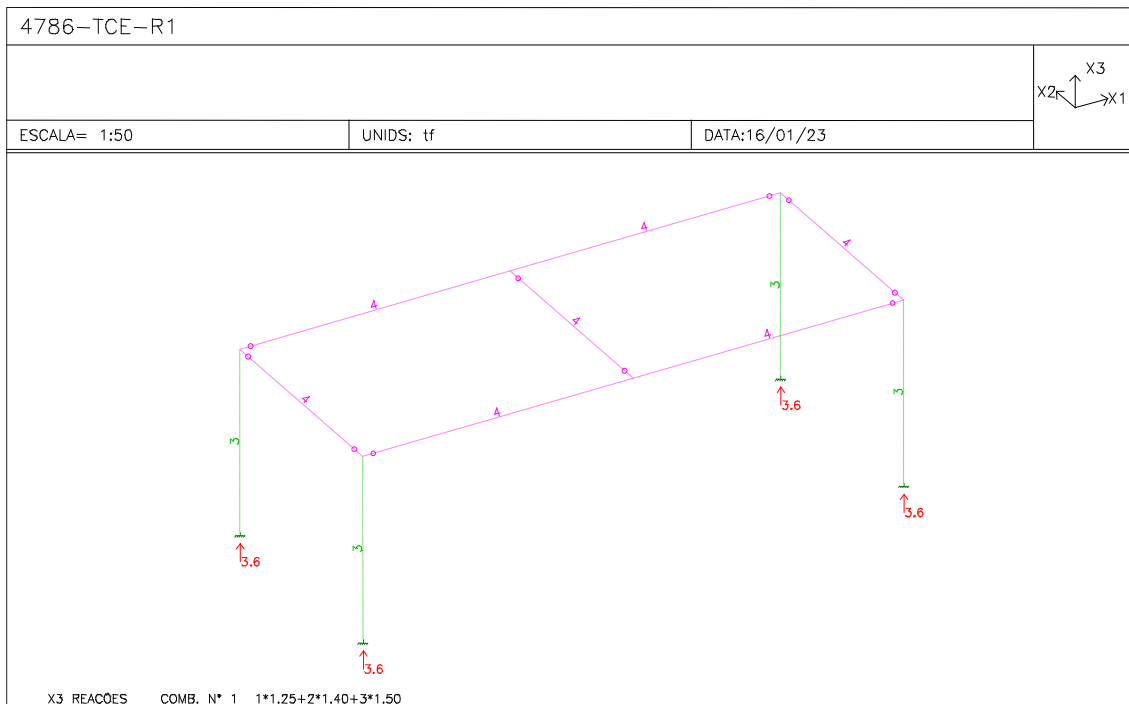 4786-TCE-R1
X3
X2
X1
ESCALA= 1:50
UNIDS: tf
DATA:16/01/23
4
4
4
3
4
4
4
3
4
3
3.6
3
3.6
3.6
3.6
X3 REAÇÕES COMB. N° 1 1*1.25+2*1.40+3*1.50